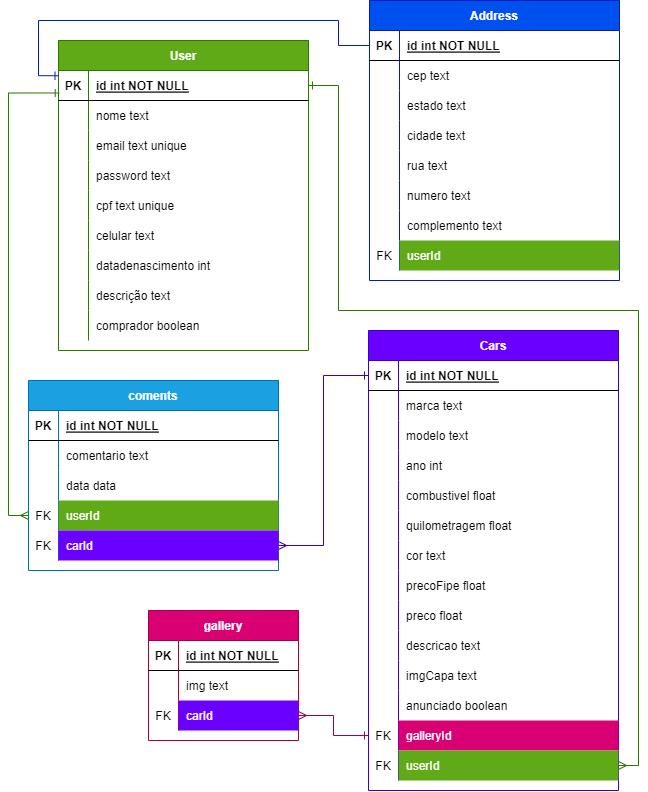 Address
PK id int NOT NULL
cep text
estado text
cidade text
rua text
numero text
complemento text
FK userId
User
PK id int NOT NULL
nome text
email text unique
password text
cpf text unique
celular text
datadenascimento int
descrição text
comprador boolean
Cars
PK id int NOT NULL
marca text
modelo text
ano int
combustivel float
quilometragem float
cor text
precoFipe float
preco float
descricao text
imgCapa text
anunciado boolean
FK galleryId
FK userId
coments
PK id int NOT NULL
comentario text
data data
FK userId
FK carId
gallery
PK id int NOT NULL
img text
FK carId